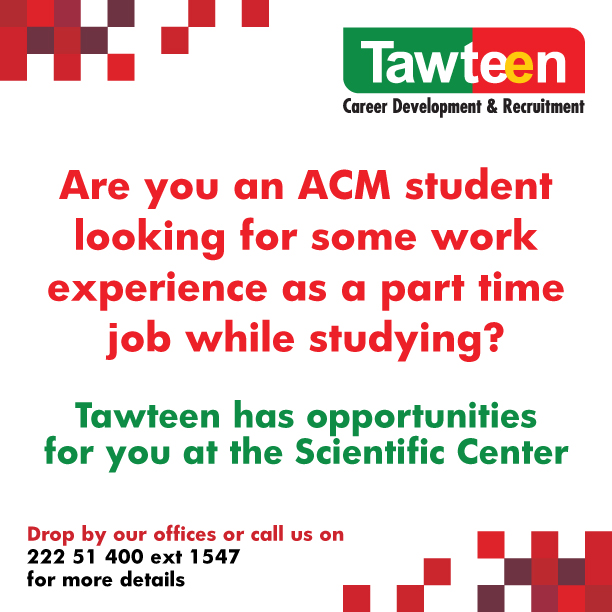 Tawteen
Career Development & Recruitment
Are you an ACM student
looking for some work
experience as a part time
job while studying?
Tawteen has opportunities
for you at the Scientific Center
Drop by our offices or call us on
222 51 400 ext 1547
for more details